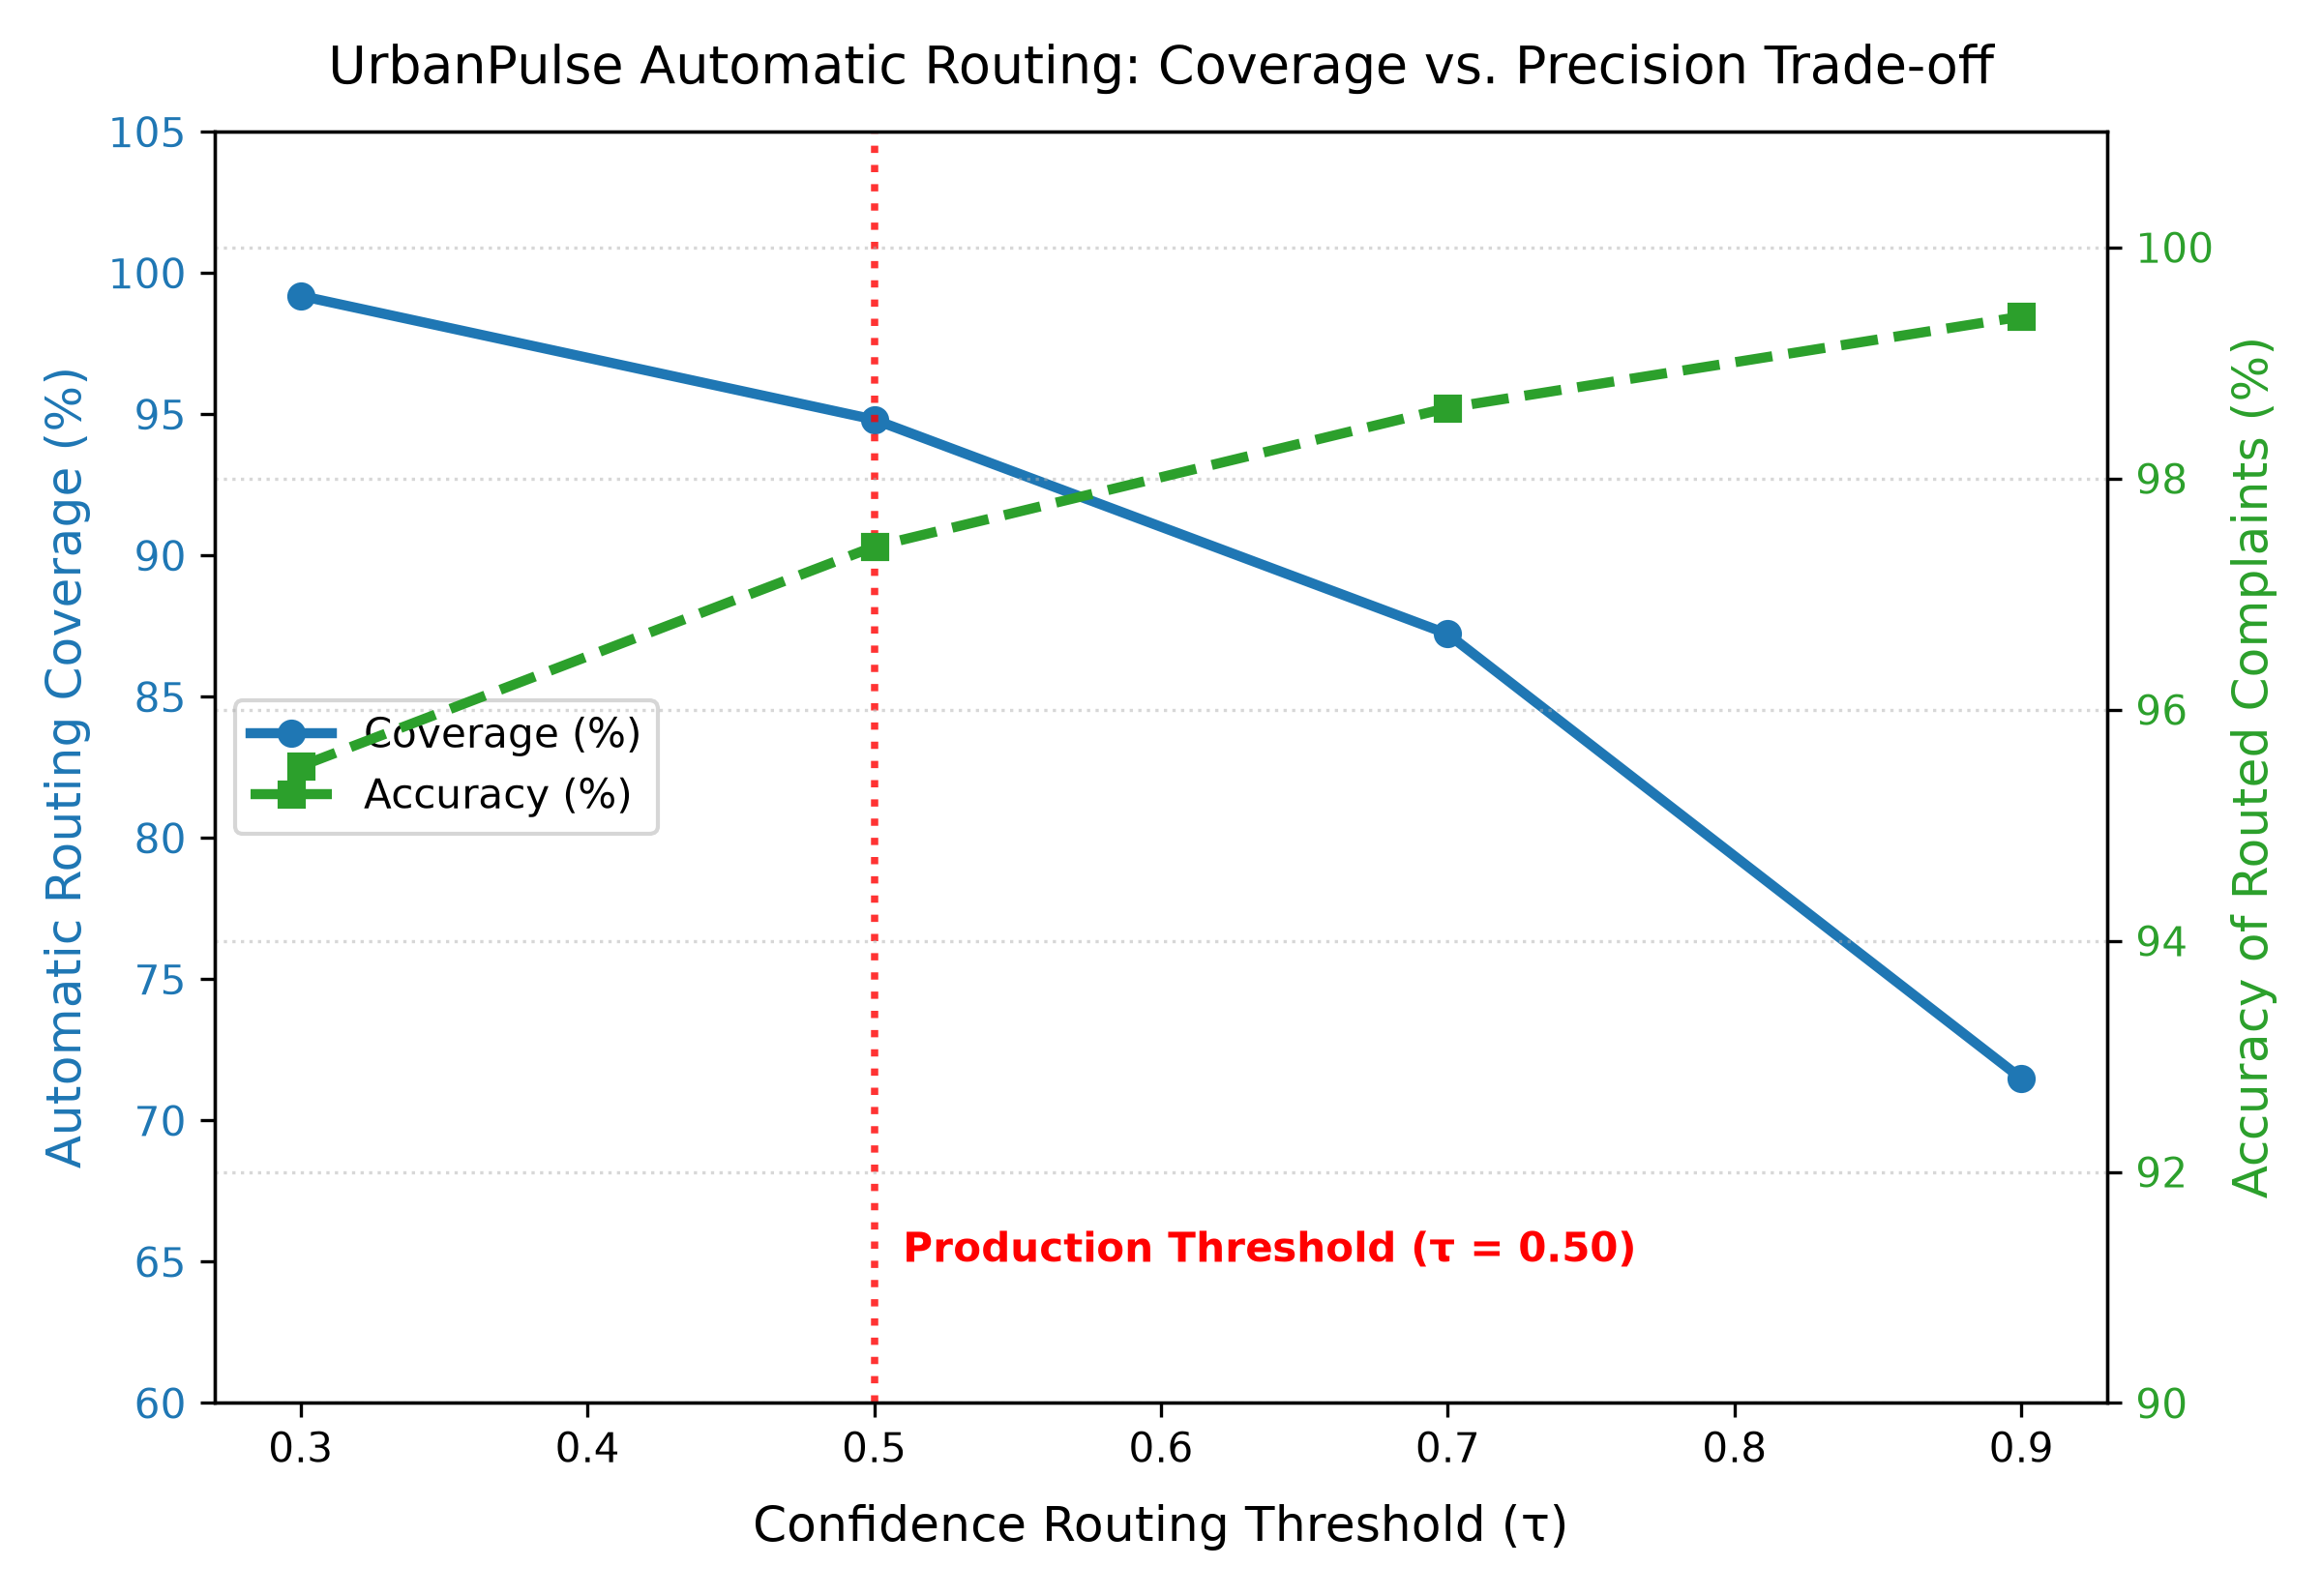 UrbanPulse Automatic Routing: Coverage vs. Precision Trade-off
Automatic Routing Coverage (%)
105
100
95
90
85
80
75
70
65
60
Coverage (%)
Accuracy (%)
Production Threshold (τ = 0.50)
100
98
96
94
92
90
Accuracy of Routed Complaints (%)
0.3 0.4 0.5 0.6 0.7 0.8 0.9
Confidence Routing Threshold (τ)